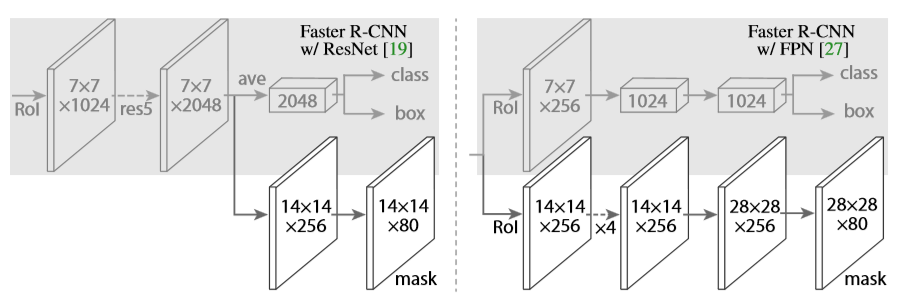 Faster R-CNN
w/ ResNet [19]
RoI
7×7
×1024
res5
7×7
×2048
ave
2048
class
box
14×14
×256
14×14
×80
mask
Faster R-CNN
w/ FPN [27]
RoI
7×7
×256
1024
1024
class
box
RoI
14×14
×256
×4
14×14
×256
28×28
×256
28×28
×80
mask